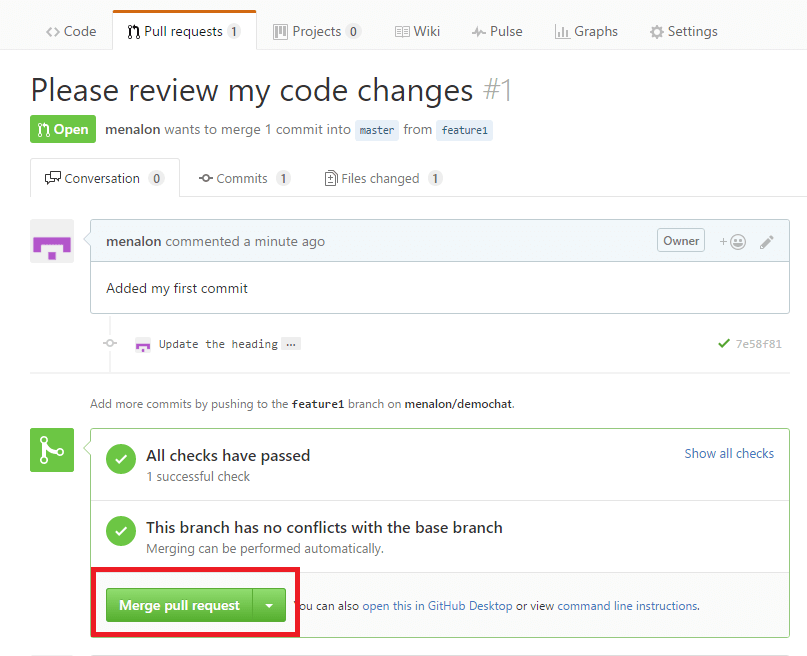 Code Pull requests 1 Projects 0 Wiki Pulse Graphs Settings
Please review my code changes #1
Open menalon wants to merge 1 commit into master from feature1
Conversation 0 Commits 1 Files changed 1
menalon commented a minute ago Owner +
Added my first commit
Update the heading … 7e58f81
Add more commits by pushing to the feature1 branch on menalon/demochat.
All checks have passed Show all checks
1 successful check
This branch has no conflicts with the base branch
Merging can be performed automatically.
Merge pull request You can also open this in GitHub Desktop or view command line instructions.